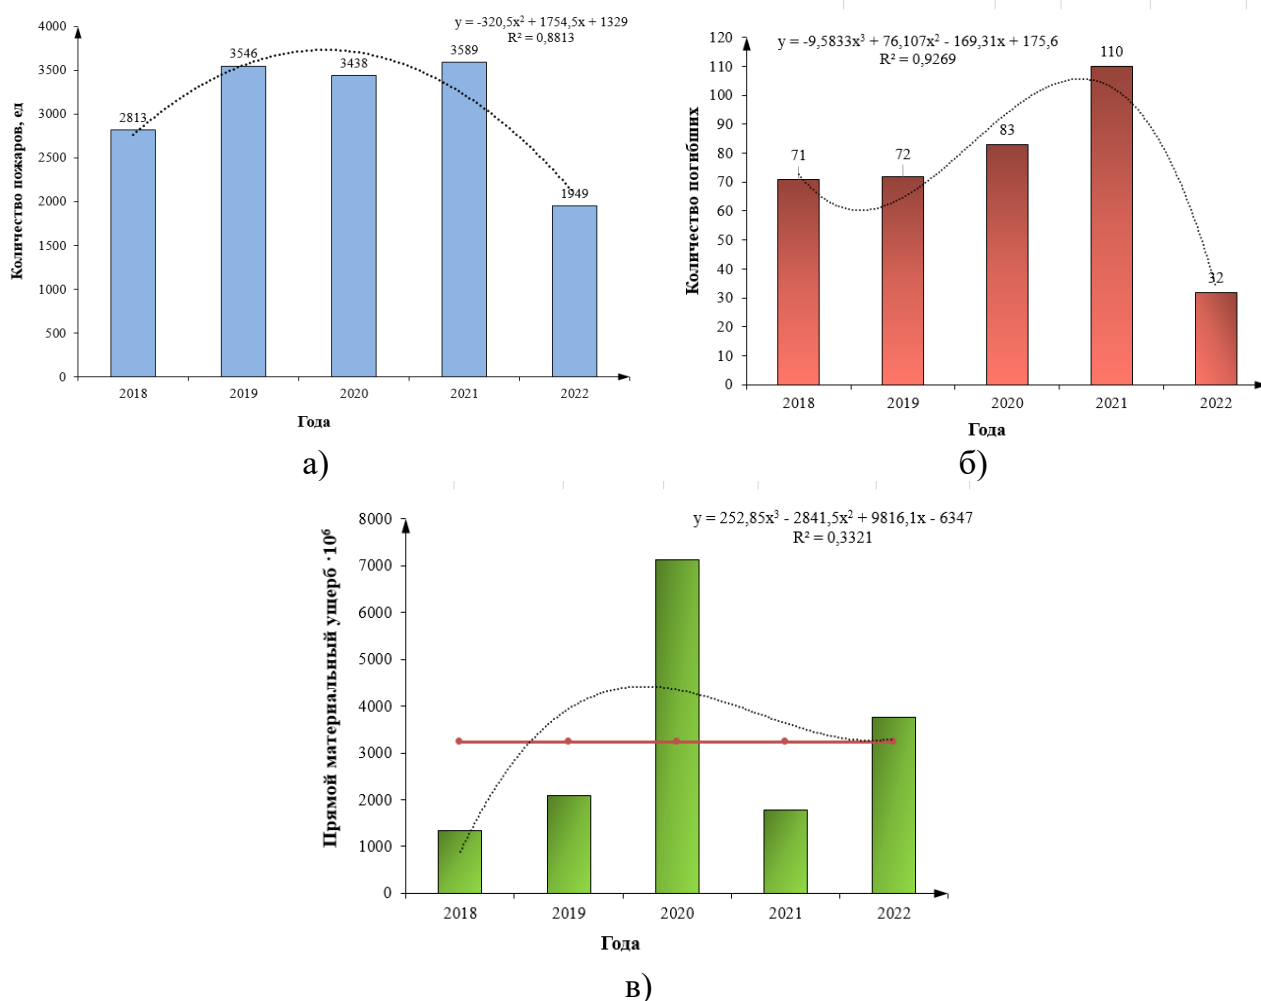 y = -320,5x² + 1754,5x + 1329
R² = 0,8813
Количество пожаров, ед
4000
3500
3000
2500
2000
1500
1000
500
0
2813
3546
3438
3589
1949
2018 2019 2020 2021 2022
Года
а)
y = -9,5833x³ + 76,107x² - 169,31x + 175,6
R² = 0,9269
Количество погибших
120
110
100
90
80
70
60
50
40
30
20
10
0
71
72
83
110
32
2018 2019 2020 2021 2022
Года
б)
y = 252,85x³ - 2841,5x² + 9816,1x - 6347
R² = 0,3321
Прямой материальный ущерб ·10⁶
8000
7000
6000
5000
4000
3000
2000
1000
0
2018 2019 2020 2021 2022
Года
в)